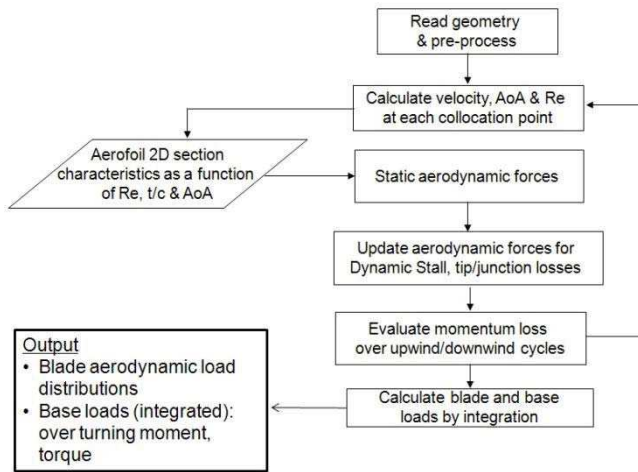 Read geometry
& pre-process
Calculate velocity, AoA & Re
at each collocation point
Aerofoil 2D section
characteristics as a function
of Re, t/c & AoA
Static aerodynamic forces
Update aerodynamic forces for
Dynamic Stall, tip/junction losses
Evaluate momentum loss
over upwind/downwind cycles
Calculate blade and base
loads by integration
Output
• Blade aerodynamic load
distributions
• Base loads (integrated):
over turning moment,
torque